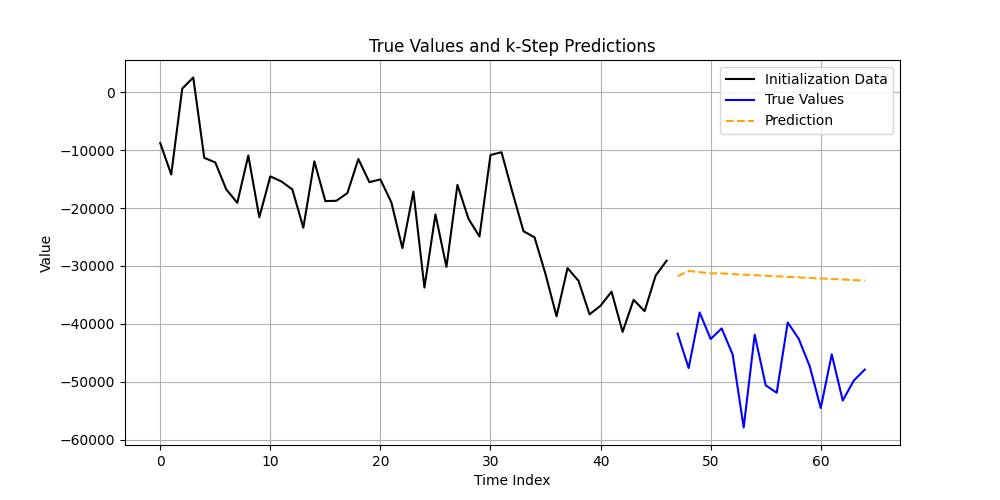 True Values and k-Step Predictions
Initialization Data
True Values
Prediction
Value
0
−10000
−20000
−30000
−40000
−50000
−60000
0 10 20 30 40 50 60
Time Index